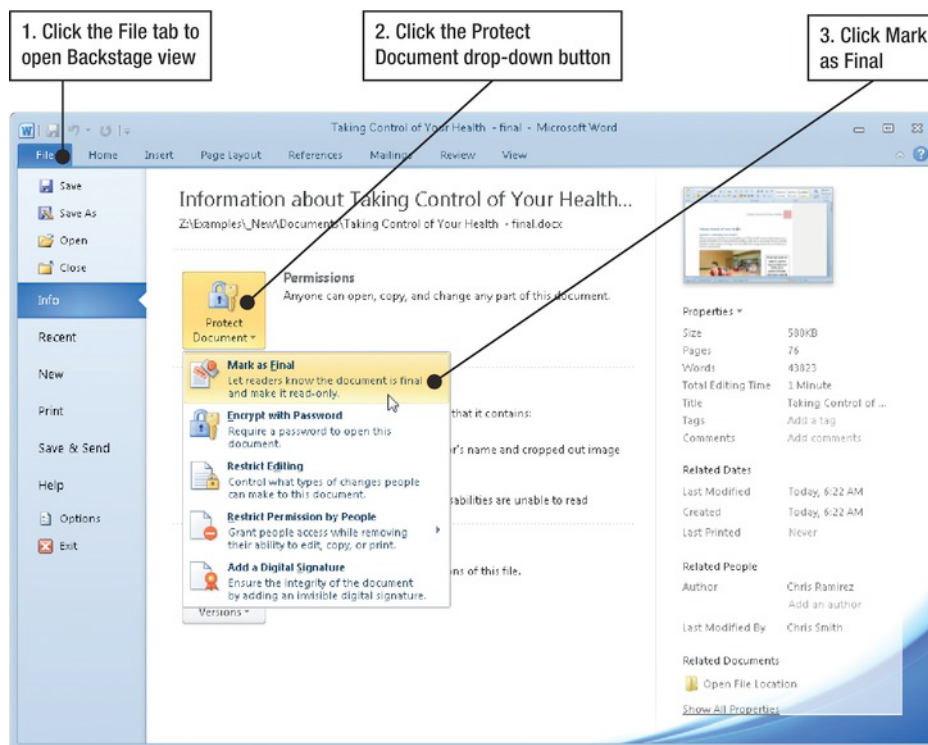 1. Click the File tab to
open Backstage view
2. Click the Protect
Document drop-down button
3. Click Mark
as Final
W
Taking Control of Your Health - final - Microsoft Word
File
Home
Insert
Page Layout
References
Mailings
Review
View
Save
Save As
Open
Close
Info
Recent
New
Print
Save & Send
Help
Options
Exit
Information about Taking Control of Your Health...
Z:\Examples\_New\Documents\Taking Control of Your Health - final.docx
Protect
Document
Permissions
Anyone can open, copy, and change any part of this document.
Mark as Final
Let readers know the document is final
and make it read-only.
Encrypt with Password
Require a password to open this
document.
Restrict Editing
Control what types of changes people
can make to this document.
Restrict Permission by People
Grant people access while removing
their ability to edit, copy, or print.
Add a Digital Signature
Ensure the integrity of the document
by adding an invisible digital signature.
that it contains:
r's name and cropped out image
sabilities are unable to read
ns of this file.
Versions
Properties
Size 588KB
Pages 76
Words 43823
Total Editing Time 1 Minute
Title Taking Control of ...
Tags Add a tag
Comments Add comments
Related Dates
Last Modified Today, 6:22 AM
Created Today, 6:22 AM
Last Printed Never
Related People
Author Chris Ramirez
Add an author
Last Modified By Chris Smith
Related Documents
Open File Location
Show All Properties